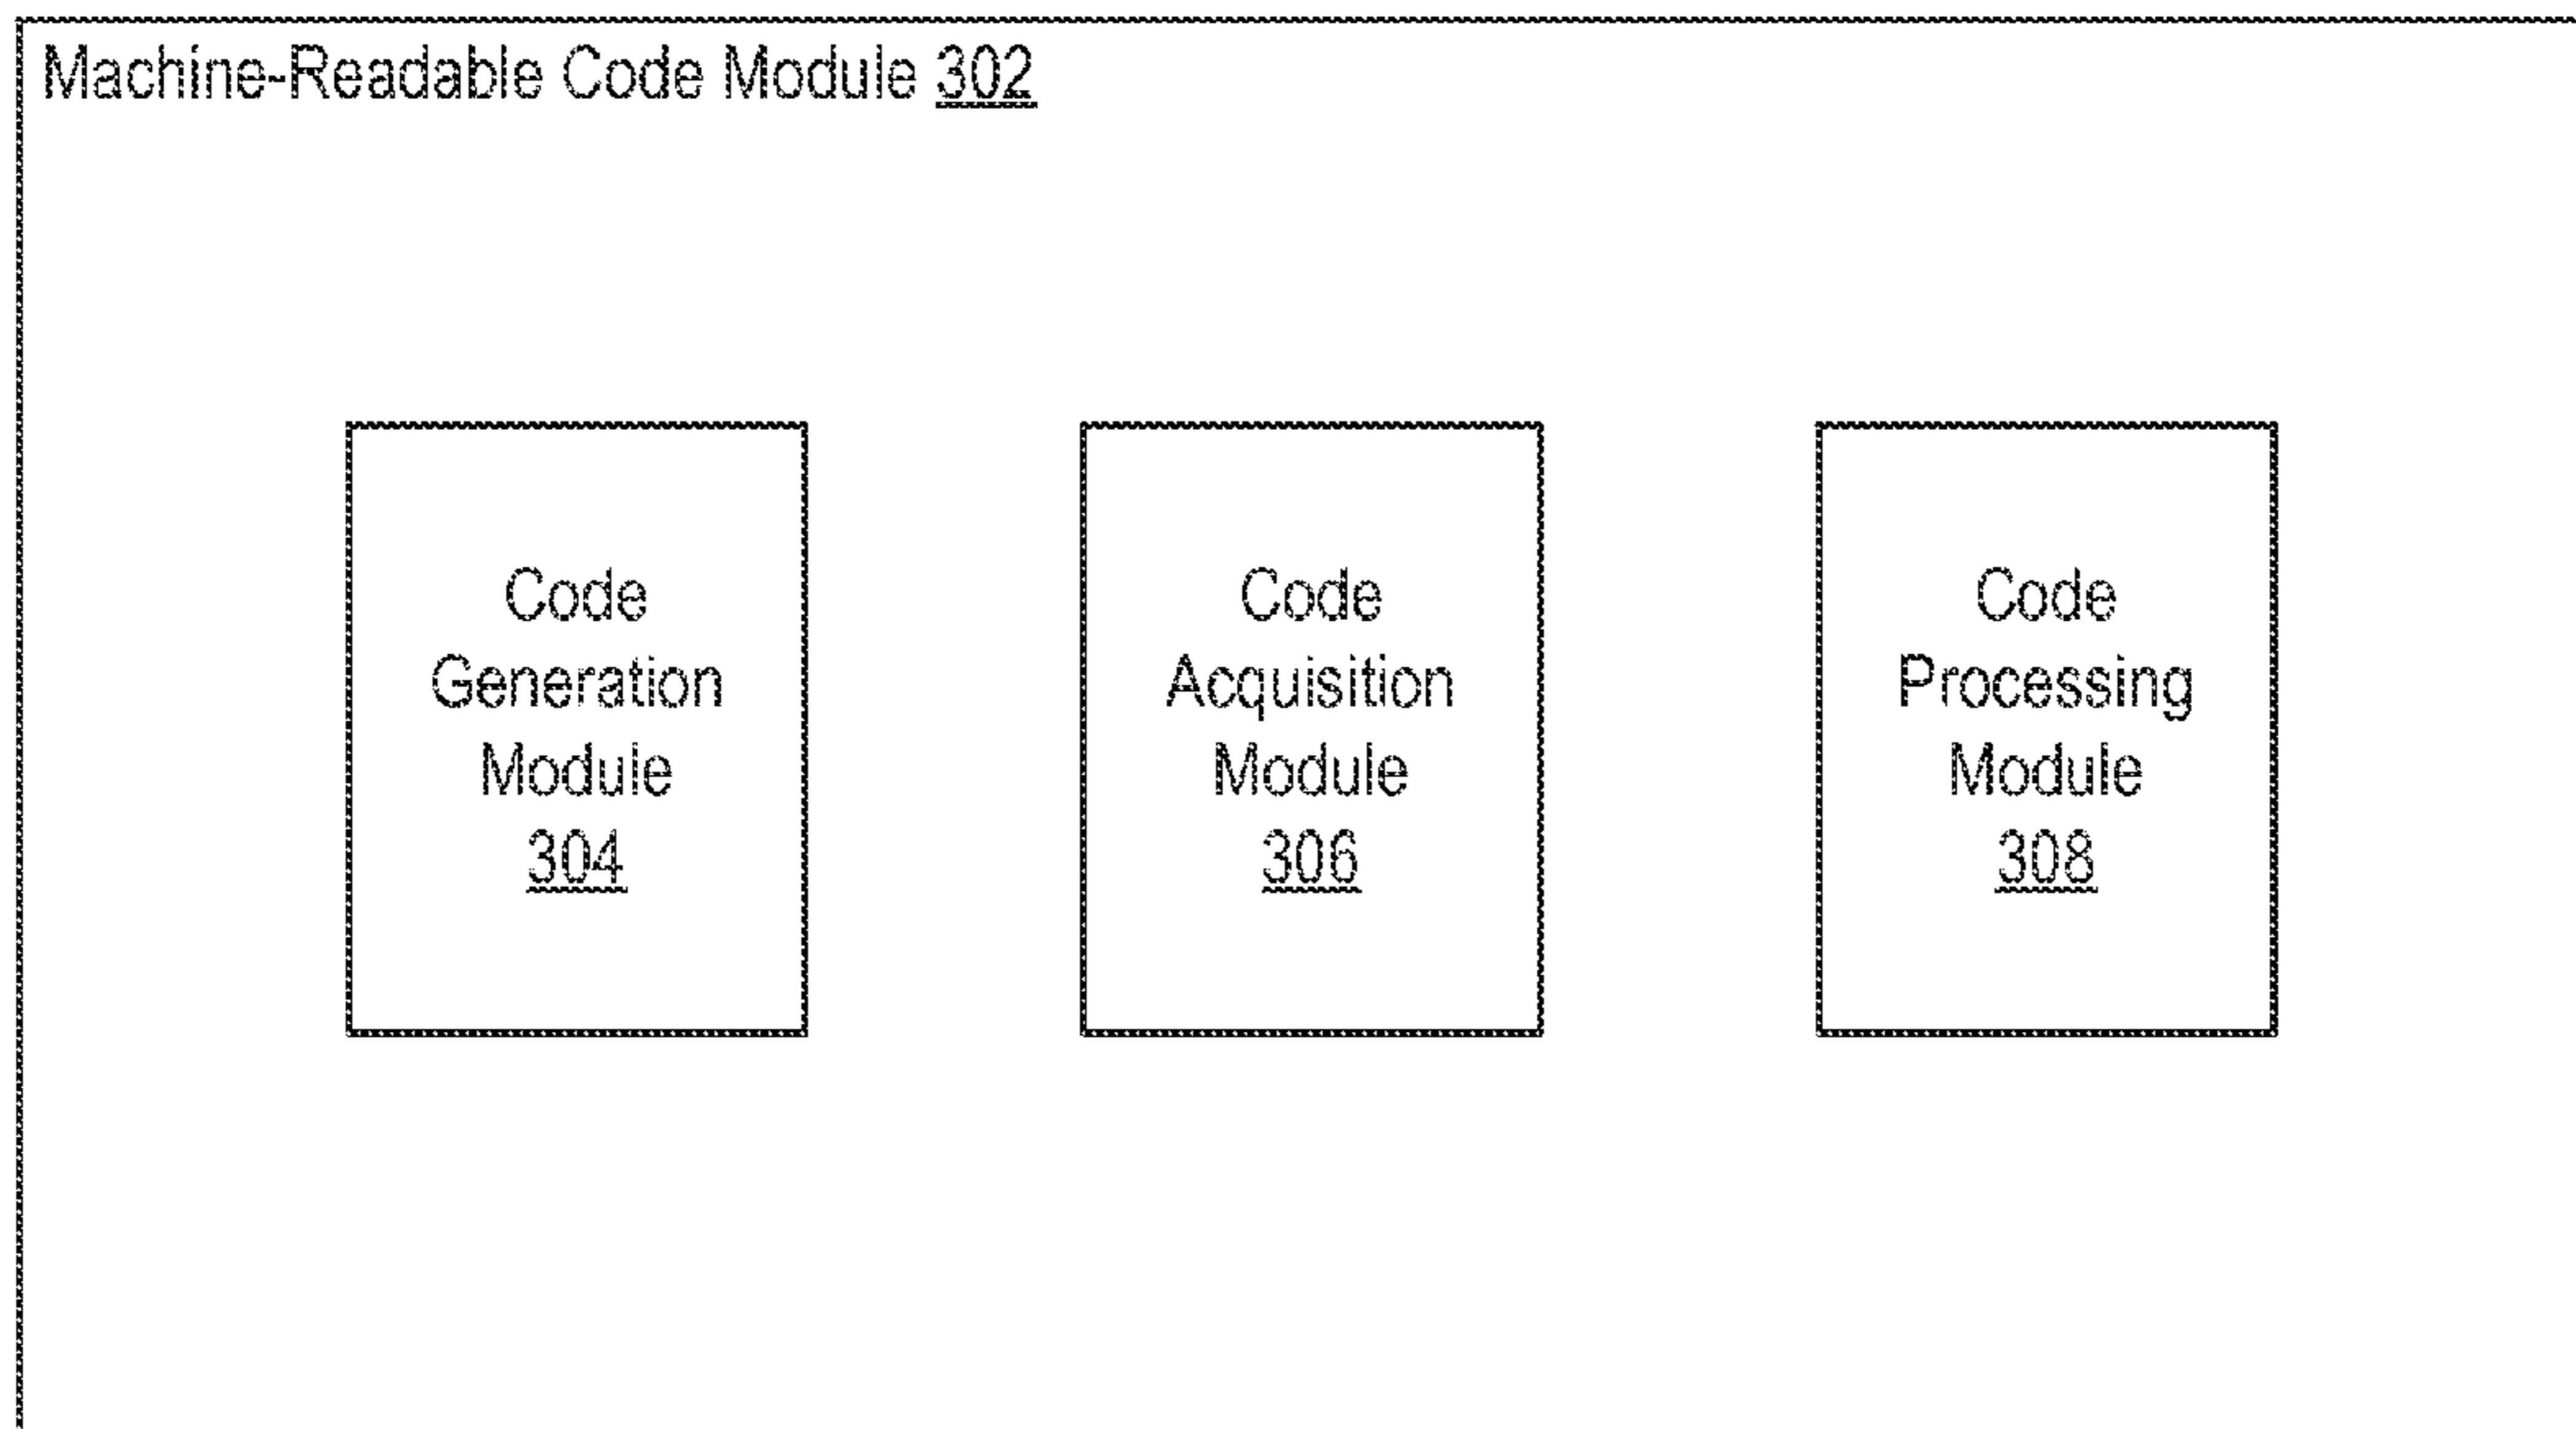 Machine-Readable Code Module 302
Code
Generation
Module
304
Code
Acquisition
Module
306
Code
Processing
Module
308